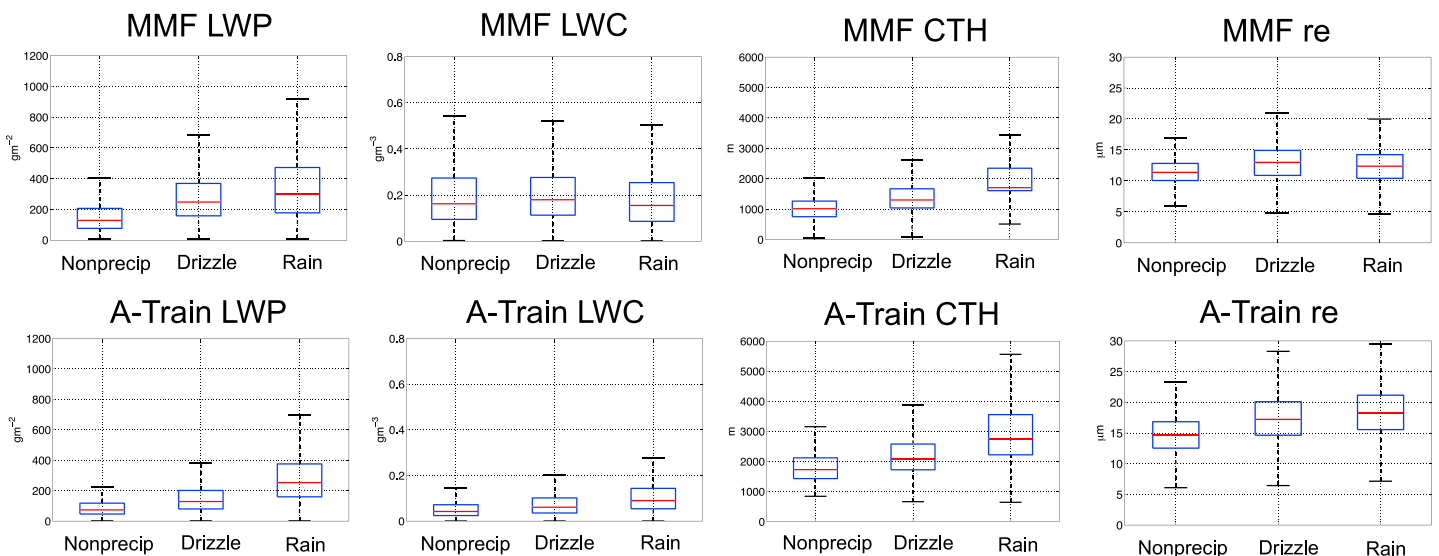 MMF LWP
1200
1000
800
600
400
200
0
gm−2
Nonprecip Drizzle Rain
MMF LWC
0.8
0.6
0.4
0.2
0
gm−3
Nonprecip Drizzle Rain
MMF CTH
6000
5000
4000
3000
2000
1000
0
m
Nonprecip Drizzle Rain
MMF re
30
25
20
15
10
5
0
μm
Nonprecip Drizzle Rain
A-Train LWP
1200
1000
800
600
400
200
0
gm−2
Nonprecip Drizzle Rain
A-Train LWC
0.8
0.6
0.4
0.2
0
gm−3
Nonprecip Drizzle Rain
A-Train CTH
6000
5000
4000
3000
2000
1000
0
m
Nonprecip Drizzle Rain
A-Train re
30
25
20
15
10
5
0
μm
Nonprecip Drizzle Rain